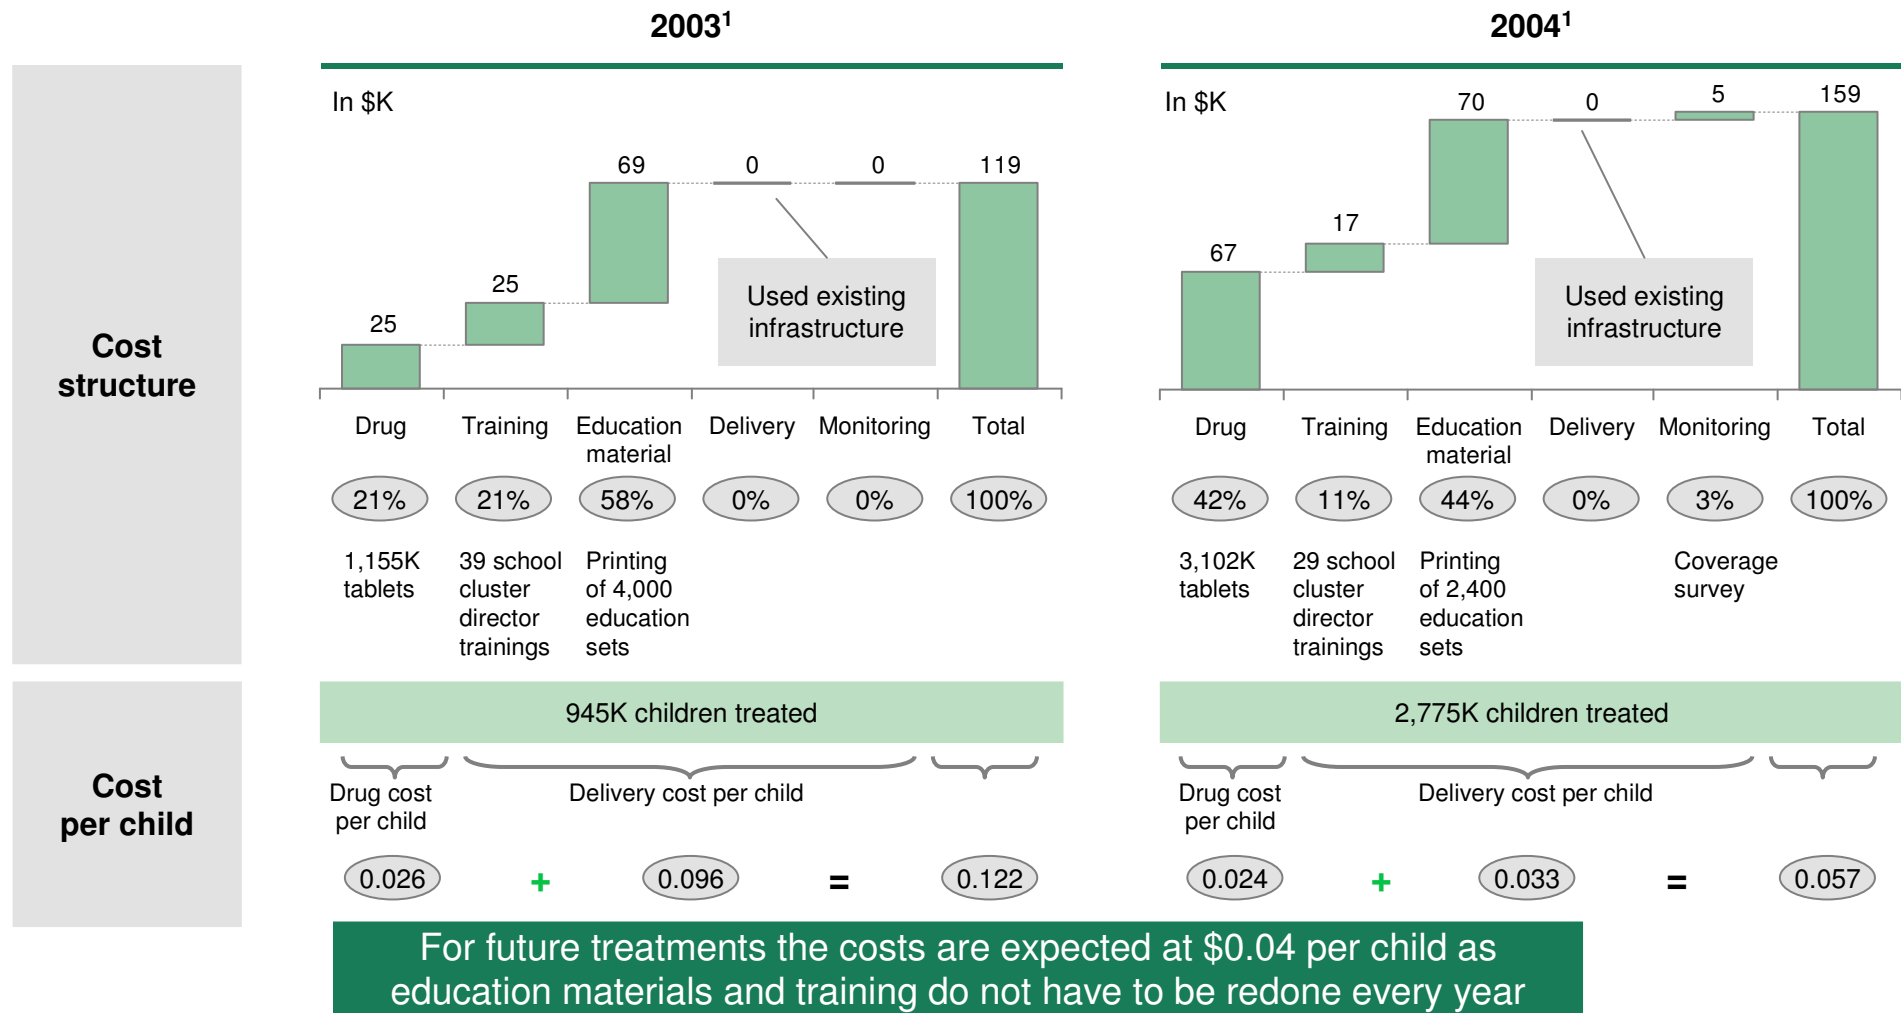 2003¹
2004¹
Cost
structure
In $K
25
25
69
0
0
119
Used existing
infrastructure
Drug
Training
Education
material
Delivery
Monitoring
Total
21%
21%
58%
0%
0%
100%
1,155K
tablets
39 school
cluster
director
trainings
Printing
of 4,000
education
sets
In $K
67
17
70
0
5
159
Used existing
infrastructure
Drug
Training
Education
material
Delivery
Monitoring
Total
42%
11%
44%
0%
3%
100%
3,102K
tablets
29 school
cluster
director
trainings
Printing
of 2,400
education
sets
Coverage
survey
Cost
per child
945K children treated
Drug cost
per child
Delivery cost per child
0.026
+
0.096
=
0.122
2,775K children treated
Drug cost
per child
Delivery cost per child
0.024
+
0.033
=
0.057
For future treatments the costs are expected at $0.04 per child as
education materials and training do not have to be redone every year